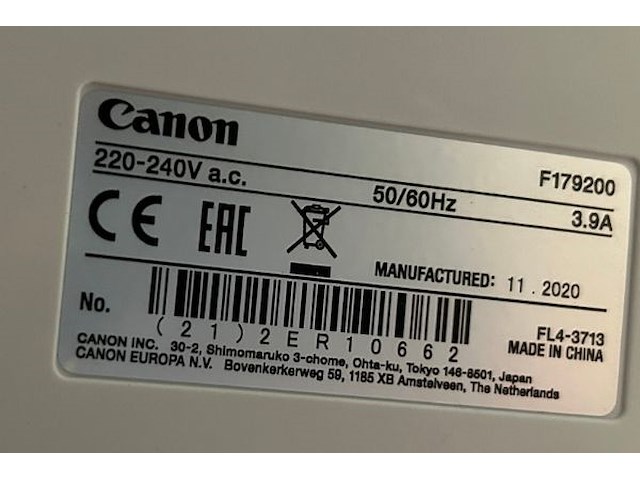 Canon
F179200
220-240V a.c. 50/60Hz 3.9A
CE EAC
MANUFACTURED: 11 . 2020
No.
(21)2ER10662
FL4-3713
MADE IN CHINA
CANON INC. 30-2, Shimomaruko 3-chome, Ohta-ku, Tokyo 146-8501, Japan
CANON EUROPA N.V. Bovenkerkerweg 59, 1185 XB Amstelveen, The Netherlands